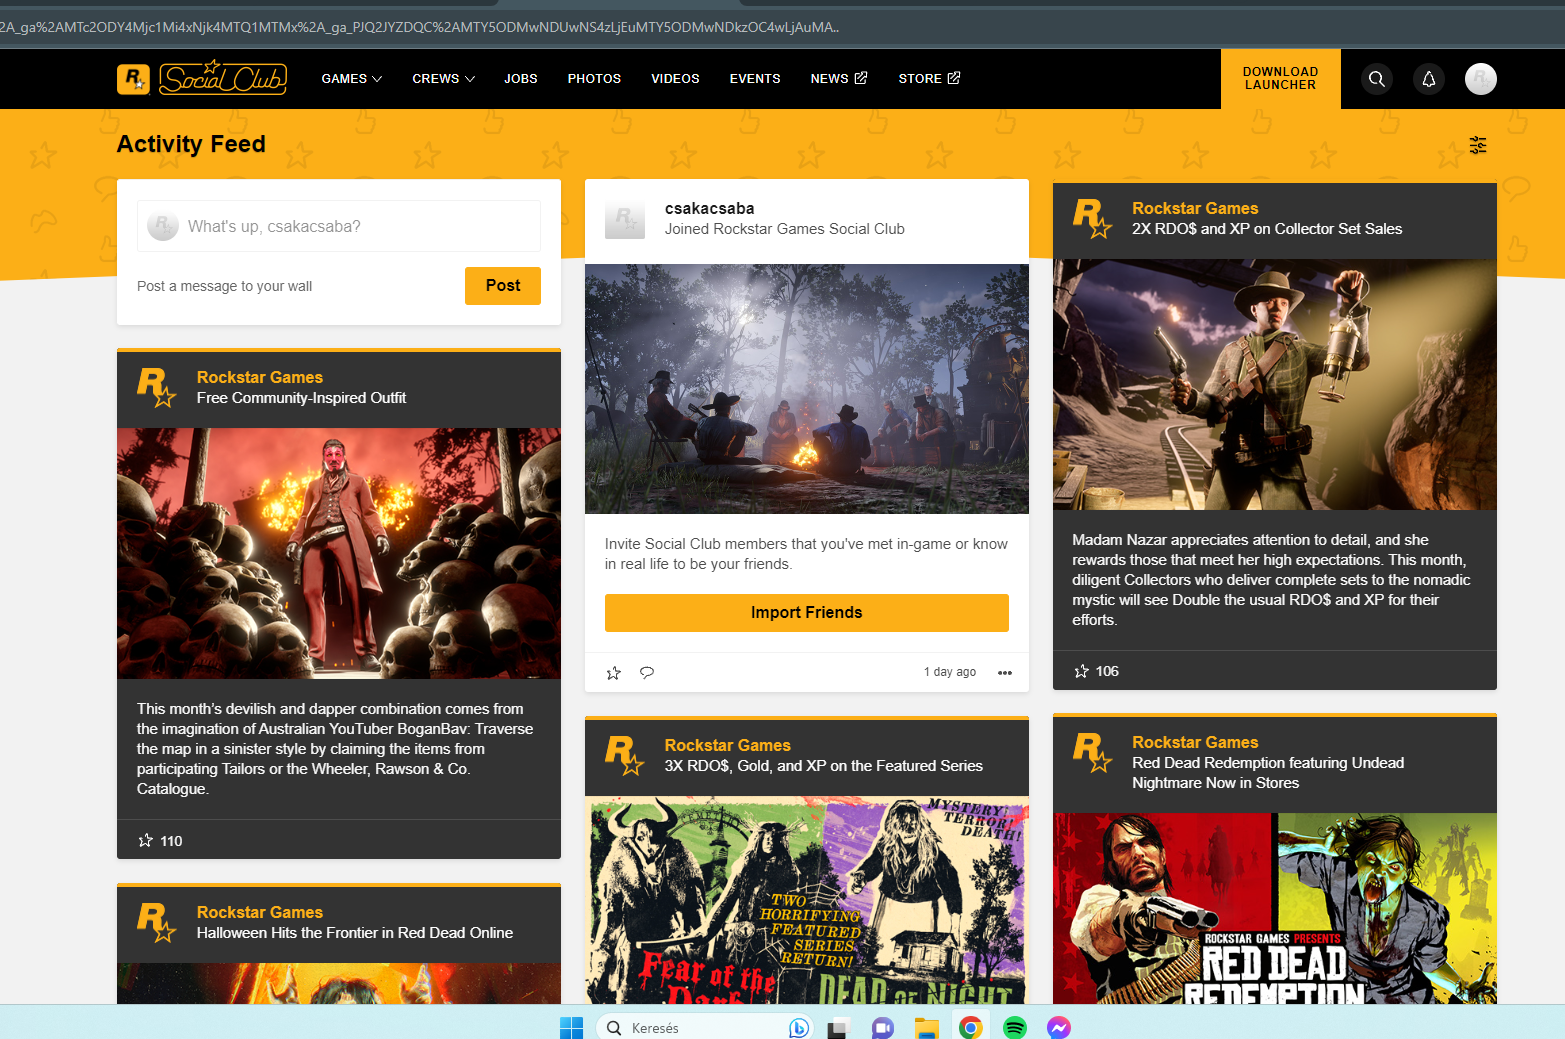 2A_ga%2AMTc2ODY4Mjc1Mi4xNjk4MTQ1MTMx%2A_ga_PJQ2JYZDQC%2AMTY5ODMwNDUwNS4zLjEuMTY5ODMwNDkzOC4wLjAuMA..
R Social Club GAMES CREWS JOBS PHOTOS VIDEOS EVENTS NEWS STORE
DOWNLOAD
LAUNCHER
Activity Feed
What's up, csakacsaba?
Post a message to your wall
Post
Rockstar Games
Free Community-Inspired Outfit
This month's devilish and dapper combination comes from
the imagination of Australian YouTuber BoganBav: Traverse
the map in a sinister style by claiming the items from
participating Tailors or the Wheeler, Rawson & Co.
Catalogue.
110
Rockstar Games
Halloween Hits the Frontier in Red Dead Online
csakacsaba
Joined Rockstar Games Social Club
Invite Social Club members that you've met in-game or know
in real life to be your friends.
Import Friends
1 day ago
Rockstar Games
3X RDO$, Gold, and XP on the Featured Series
CEMETERY
MYSTERY
TERROR!
DEATH!
TWO
HORRIFYING
FEATURED
SERIES
RETURN!
Fear of the
Dark
DEAD OF NIGHT
Rockstar Games
2X RDO$ and XP on Collector Set Sales
Madam Nazar appreciates attention to detail, and she
rewards those that meet her high expectations. This month,
diligent Collectors who deliver complete sets to the nomadic
mystic will see Double the usual RDO$ and XP for their
efforts.
106
Rockstar Games
Red Dead Redemption featuring Undead
Nightmare Now in Stores
ROCKSTAR GAMES PRESENTS
RED DEAD
REDEMPTION
Keresés